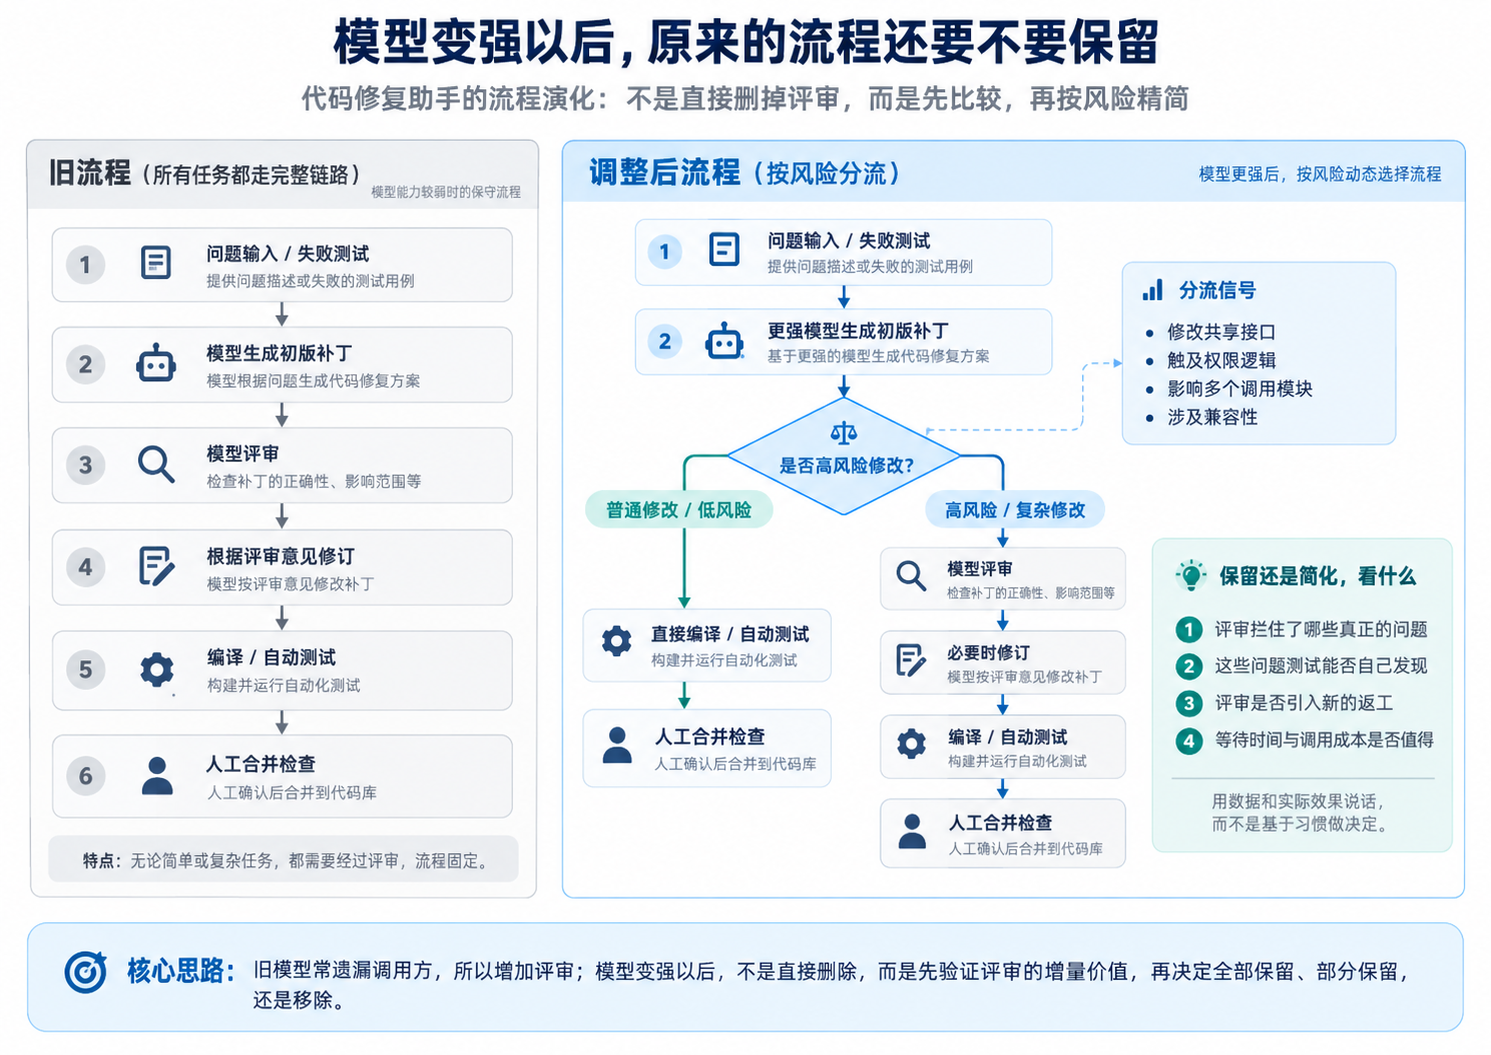 模型变强以后，原来的流程还要不要保留
代码修复助手的流程演化：不是直接删掉评审，而是先比较，再按风险精简
旧流程（所有任务都走完整链路）
模型能力较弱时的保守流程
1
问题输入 / 失败测试
提供问题描述或失败的测试用例
2
模型生成初版补丁
模型根据问题生成代码修复方案
3
模型评审
检查补丁的正确性、影响范围等
4
根据评审意见修订
模型按评审意见修改补丁
5
编译 / 自动测试
构建并运行自动化测试
6
人工合并检查
人工确认后合并到代码库
特点：无论简单或复杂任务，都需要经过评审，流程固定。
调整后流程（按风险分流）
模型更强后，按风险动态选择流程
1
问题输入 / 失败测试
提供问题描述或失败的测试用例
2
更强模型生成初版补丁
基于更强的模型生成代码修复方案
是否高风险修改?
分流信号
• 修改共享接口
• 触及权限逻辑
• 影响多个调用模块
• 涉及兼容性
普通修改 / 低风险
直接编译 / 自动测试
构建并运行自动化测试
人工合并检查
人工确认后合并到代码库
高风险 / 复杂修改
模型评审
检查补丁的正确性、影响范围等
必要时修订
模型按评审意见修改补丁
编译 / 自动测试
构建并运行自动化测试
人工合并检查
人工确认后合并到代码库
保留还是简化，看什么
1 评审拦住了哪些真正的问题
2 这些问题测试能否自己发现
3 评审是否引入新的返工
4 等待时间与调用成本是否值得
用数据和实际效果说话，
而不是基于习惯做决定。
核心思路：旧模型常遗漏调用方，所以增加评审；模型变强以后，不是直接删除，而是先验证评审的增量价值，再决定全部保留、部分保留，
还是移除。